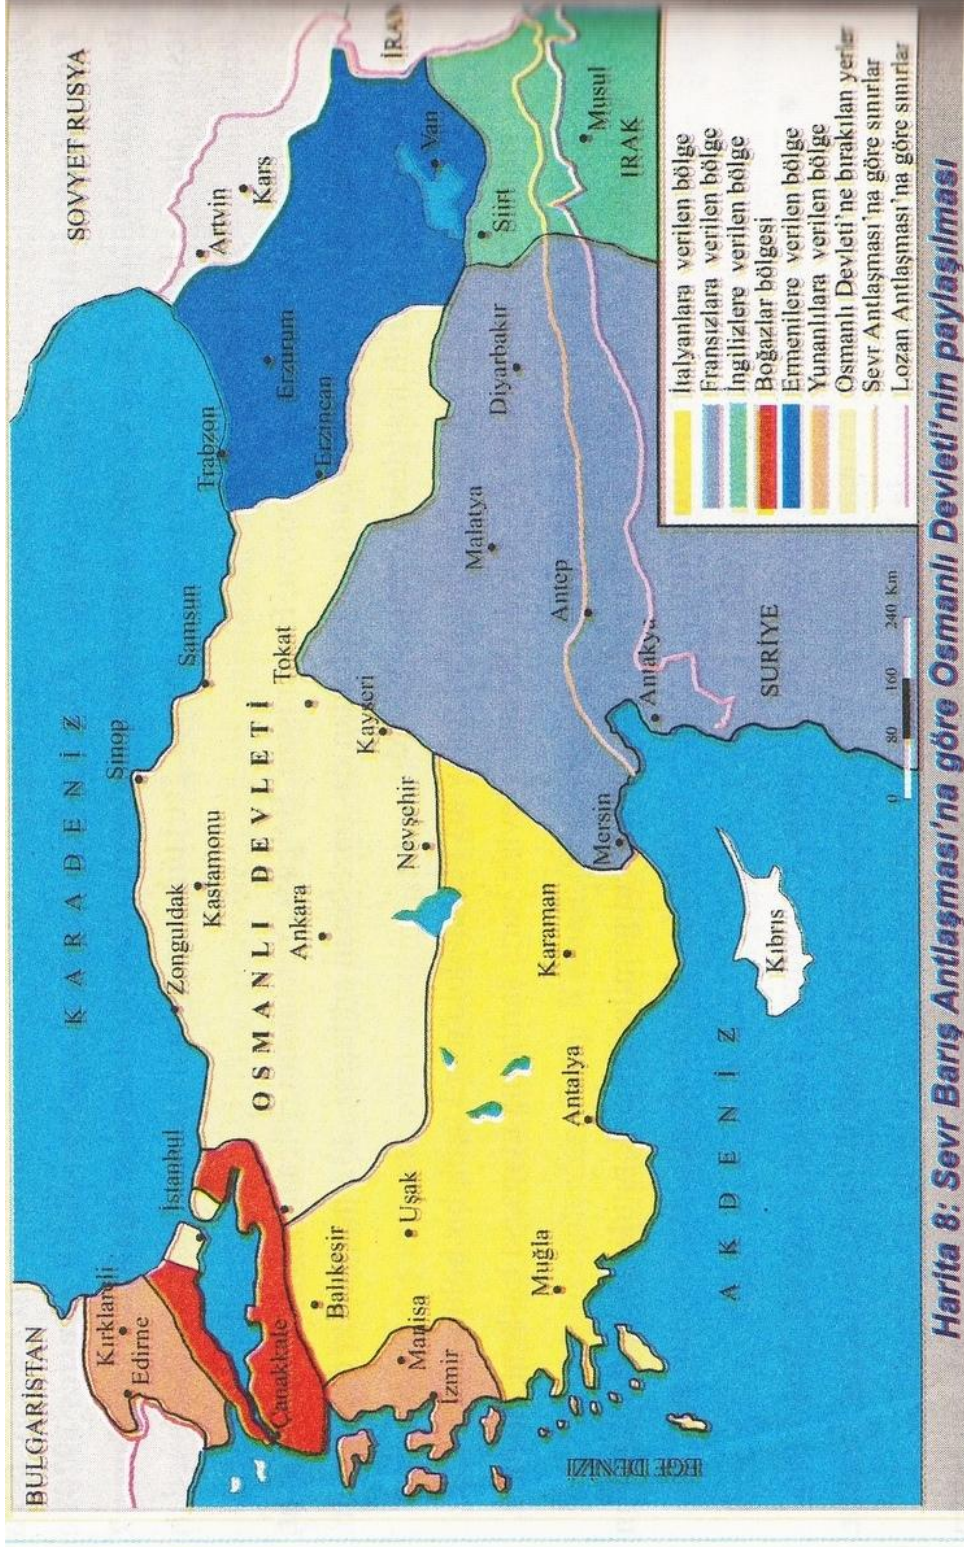 BULGARİSTAN
KARADENİZ
SOVYET RUSYA
İRAN
Kırklareli
Edirne
İstanbul
Zonguldak
Kastamonu
Sinop
Samsun
Trabzon
Artvin
Kars
OSMANLI DEVLETİ
Çanakkale
Balıkesir
Ankara
Tokat
Erzincan
Erzurum
Van
Manisa
Uşak
Nevşehir
Kayseri
İzmir
Malatya
Diyarbakır
Siirt
Muğla
Antalya
Karaman
Mersin
Antep
Musul
Antakya
IRAK
EGE DENİZİ
AKDENİZ
Kıbrıs
SURİYE
İtalyanlara verilen bölge
Fransızlara verilen bölge
İngilizlere verilen bölge
Boğazlar bölgesi
Ermenilere verilen bölge
Yunanlılara verilen bölge
Osmanlı Devleti'ne bırakılan yerler
Sevr Antlaşması'na göre sınırlar
Lozan Antlaşması'na göre sınırlar
0 80 160 240 Km
Harita 8: Sevr Barış Antlaşması'na göre Osmanlı Devleti'nin paylaşılması